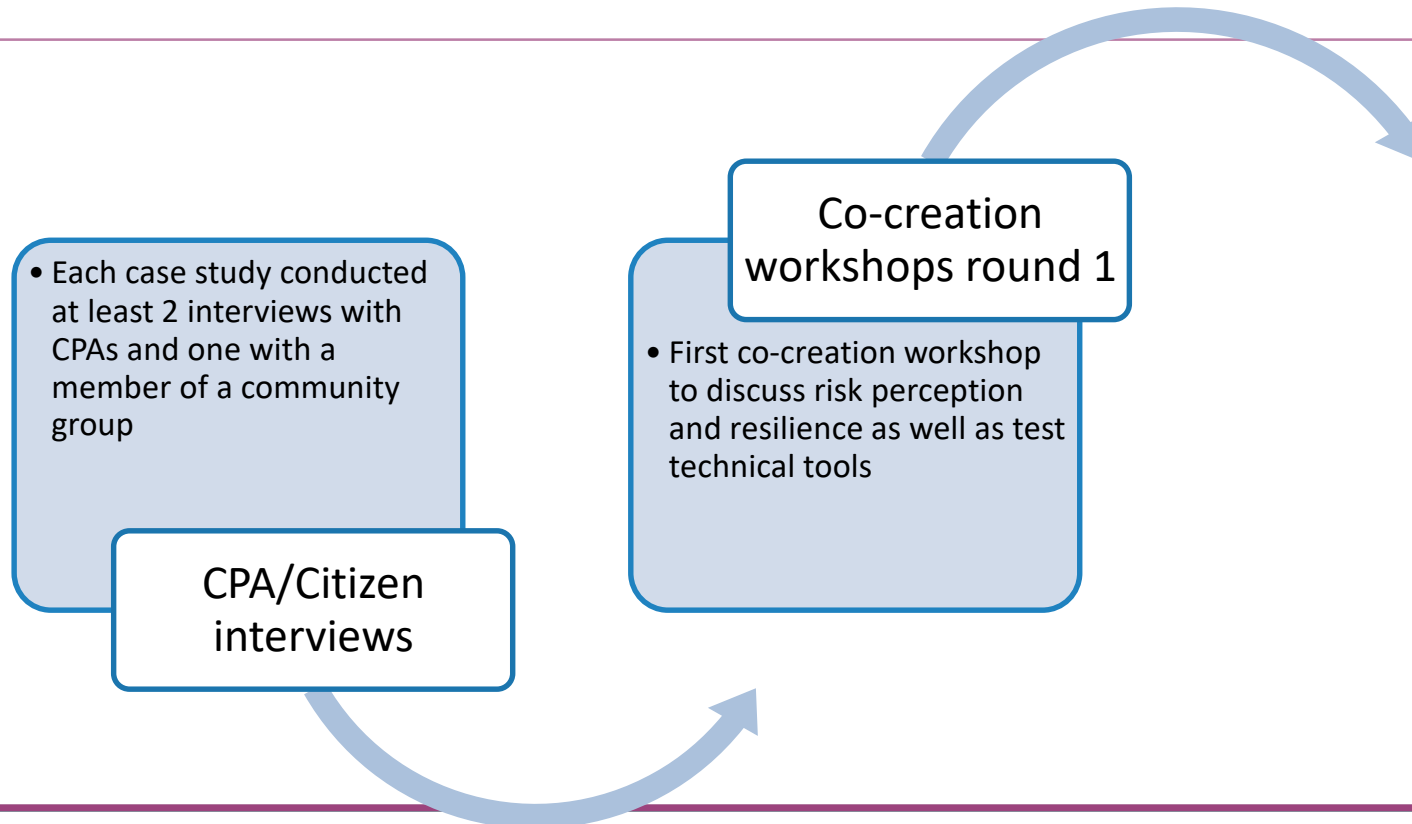 • Each case study conducted
at least 2 interviews with
CPAs and one with a
member of a community
group
CPA/Citizen
interviews
Co-creation
workshops round 1
• First co-creation workshop
to discuss risk perception
and resilience as well as test
technical tools